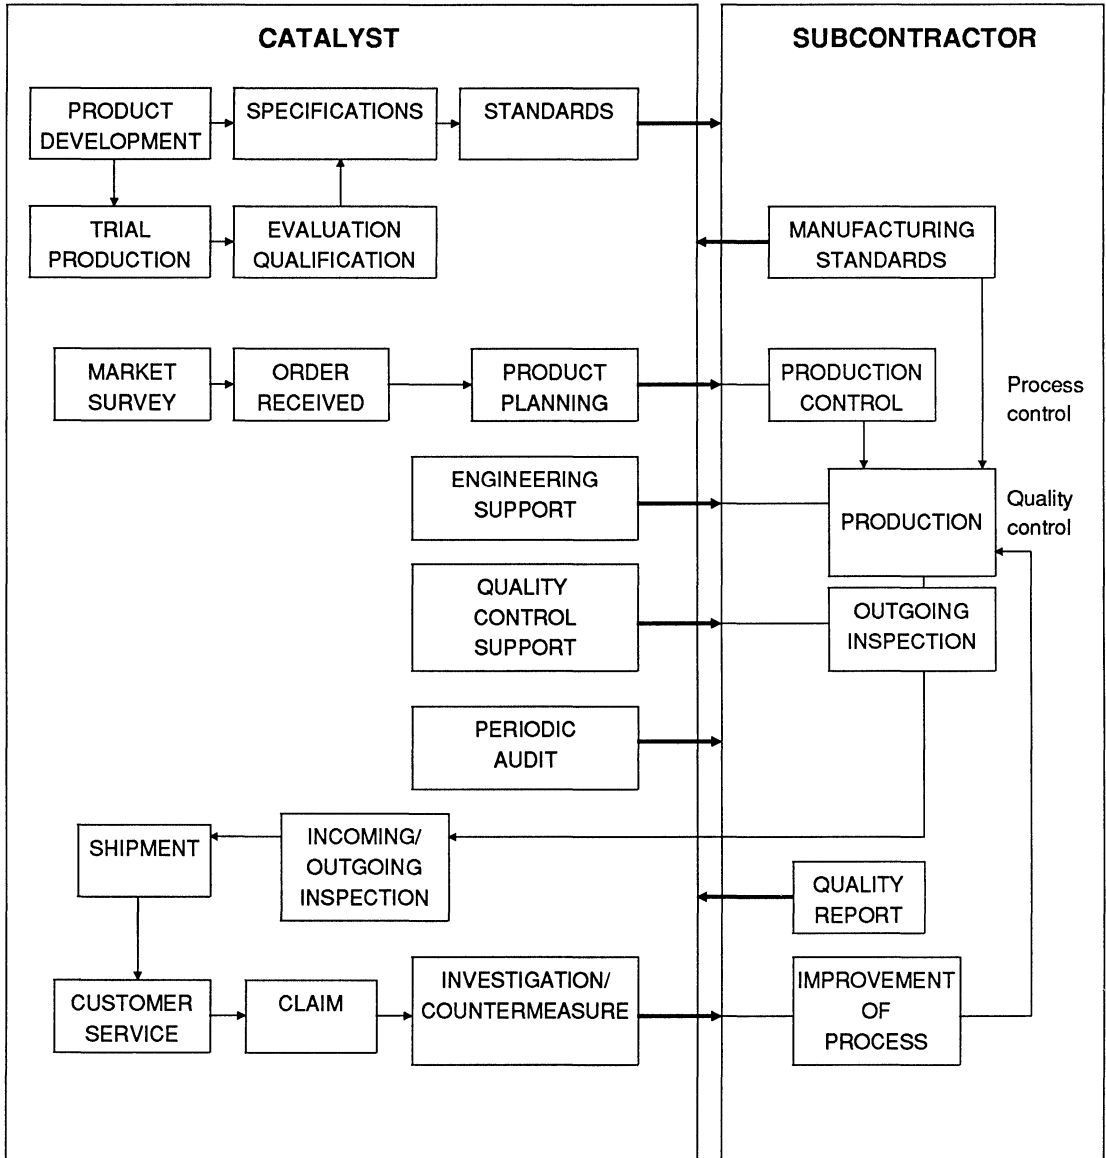 CATALYST
SUBCONTRACTOR
PRODUCT
DEVELOPMENT
SPECIFICATIONS
STANDARDS
TRIAL
PRODUCTION
EVALUATION
QUALIFICATION
MANUFACTURING
STANDARDS
MARKET
SURVEY
ORDER
RECEIVED
PRODUCT
PLANNING
PRODUCTION
CONTROL
Process
control
ENGINEERING
SUPPORT
PRODUCTION
Quality
control
QUALITY
CONTROL
SUPPORT
OUTGOING
INSPECTION
PERIODIC
AUDIT
SHIPMENT
INCOMING/
OUTGOING
INSPECTION
QUALITY
REPORT
CUSTOMER
SERVICE
CLAIM
INVESTIGATION/
COUNTERMEASURE
IMPROVEMENT
OF
PROCESS